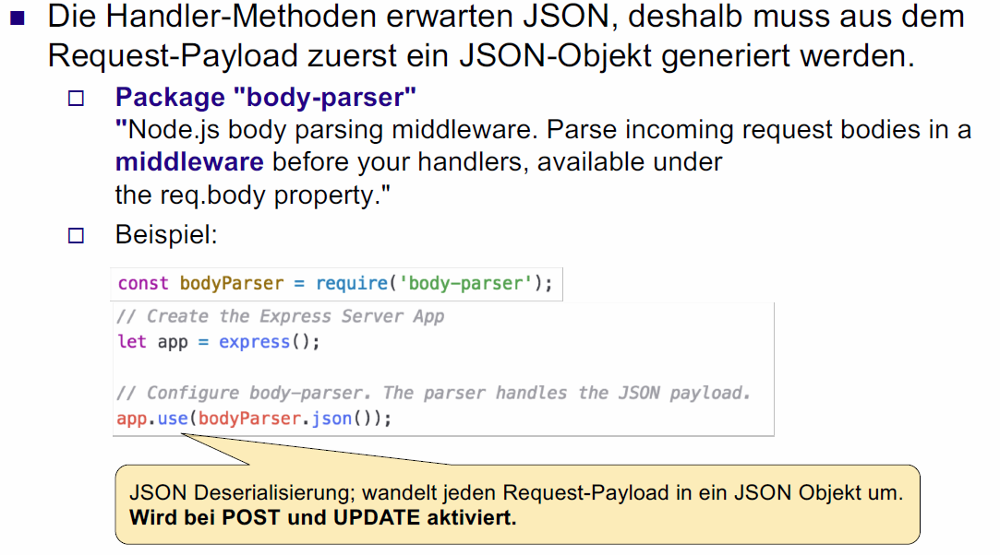 Die Handler-Methoden erwarten JSON, deshalb muss aus dem
Request-Payload zuerst ein JSON-Objekt generiert werden.
Package "body-parser"
"Node.js body parsing middleware. Parse incoming request bodies in a
middleware before your handlers, available under
the req.body property."
Beispiel:
const bodyParser = require('body-parser');
// Create the Express Server App
let app = express();
// Configure body-parser. The parser handles the JSON payload.
app.use(bodyParser.json());
JSON Deserialisierung; wandelt jeden Request-Payload in ein JSON Objekt um.
Wird bei POST und UPDATE aktiviert.